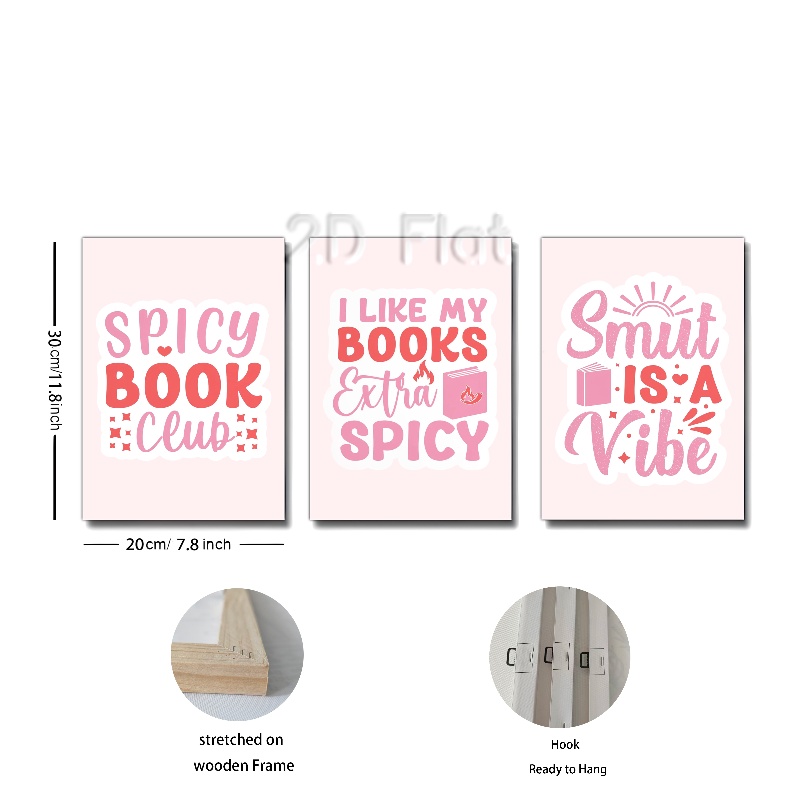 2D Flat
SPICY
BOOK
Club
I LIKE MY
BOOKS
Extra
SPICY
Smut
IS A
Vibe
30cm/11.8inch
20cm/ 7.8 inch
stretched on
wooden Frame
Hook
Ready to Hang